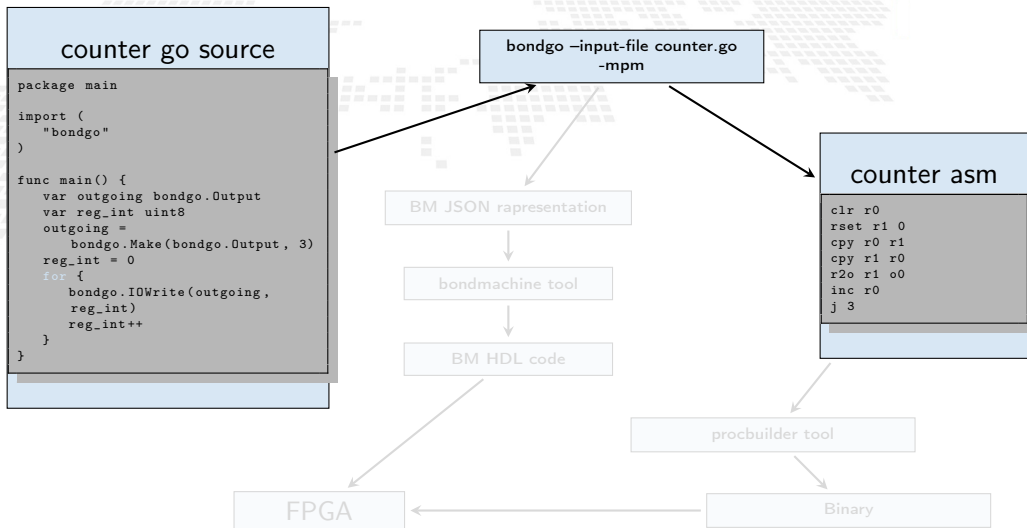 counter go source
package main
import (
"bondgo"
)
func main() {
var outgoing bondgo.Output
var reg_int uint8
outgoing =
bondgo.Make(bondgo.Output, 3)
reg_int = 0
for {
bondgo.IOWrite(outgoing,
reg_int)
reg_int++
}
}
bondgo –input-file counter.go
-mpm
BM JSON rapresentation
bondmachine tool
BM HDL code
FPGA
counter asm
clr r0
rset r1 0
cpy r0 r1
cpy r1 r0
r2o r1 o0
inc r0
j 3
procbuilder tool
Binary